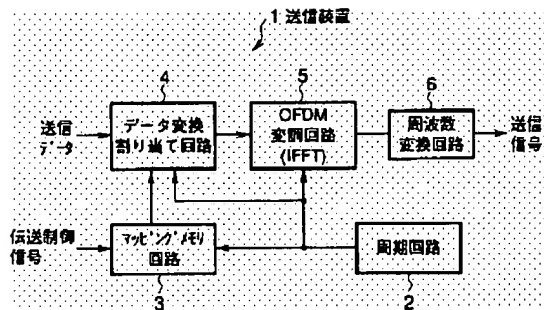 1 送信装置
4
5
6
送信
データ
データ変換
割り当て回路
OFDM
変調回路
(IFFT)
周波数
変換回路
送信
信号
伝送制御
信号
マッピングメモリ
回路
周期回路
3
2